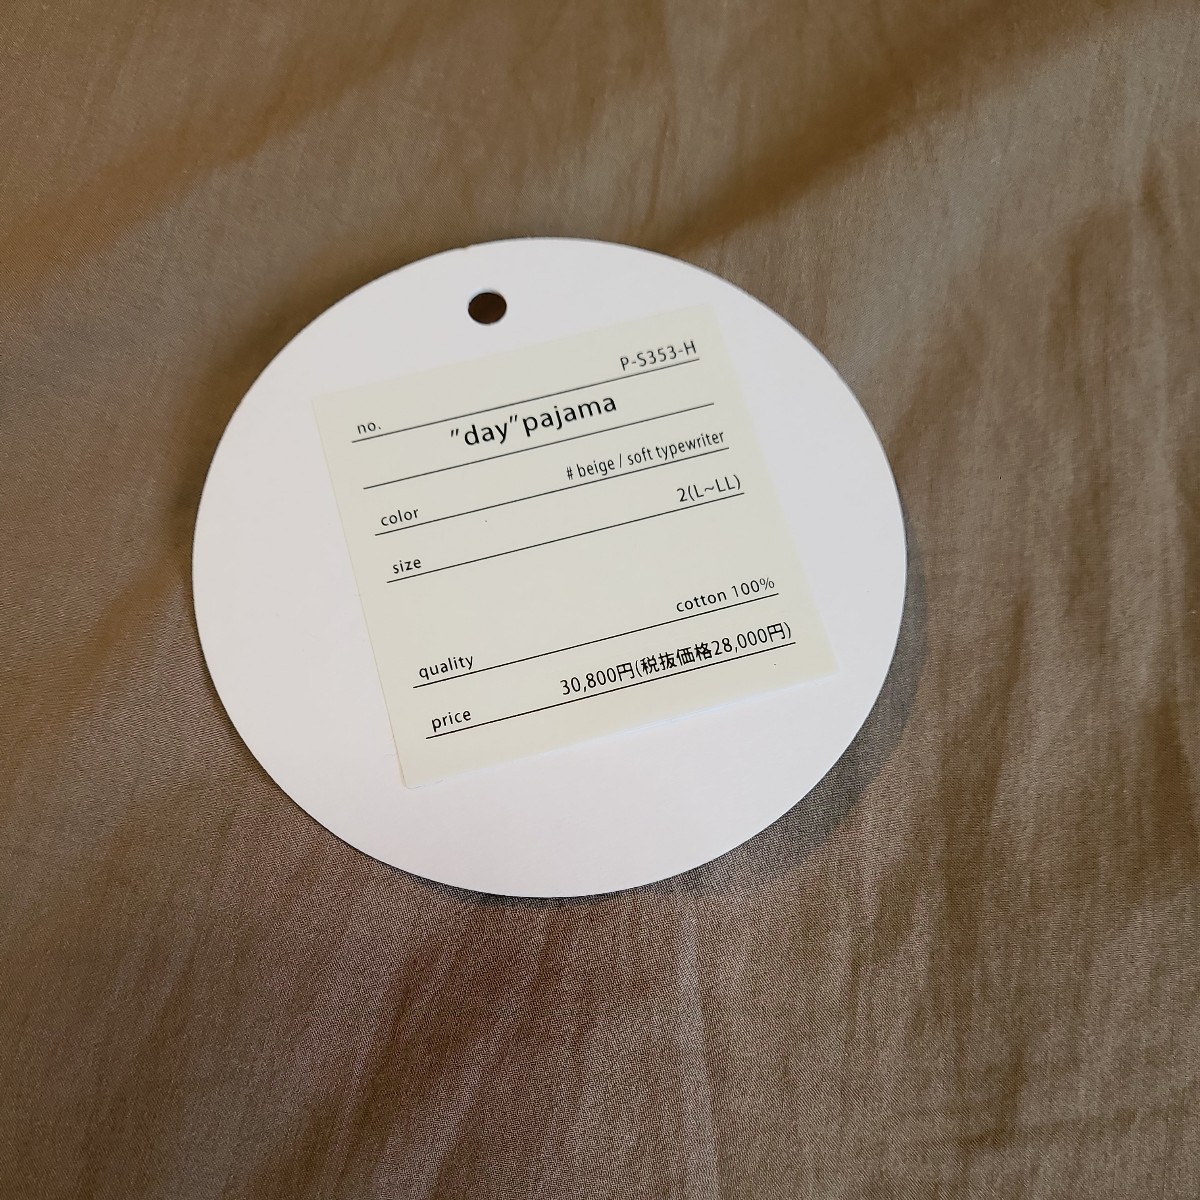 no. P-S353-H
"day"pajama
color # beige / soft typewriter
size 2(L~LL)
quality cotton 100%
price 30,800円(税抜価格28,000円)